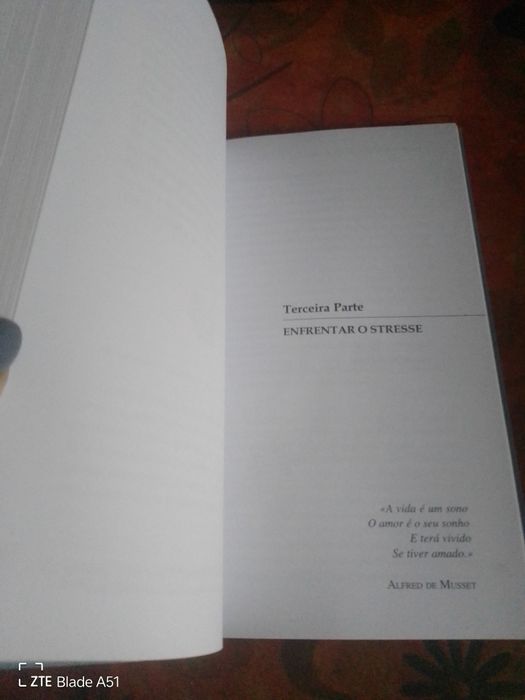 Terceira Parte
ENFRENTAR O STRESSE
«A vida é um sono
O amor é o seu sonho
E terá vivido
Se tiver amado.»
ALFRED DE MUSSET
ZTE Blade A51